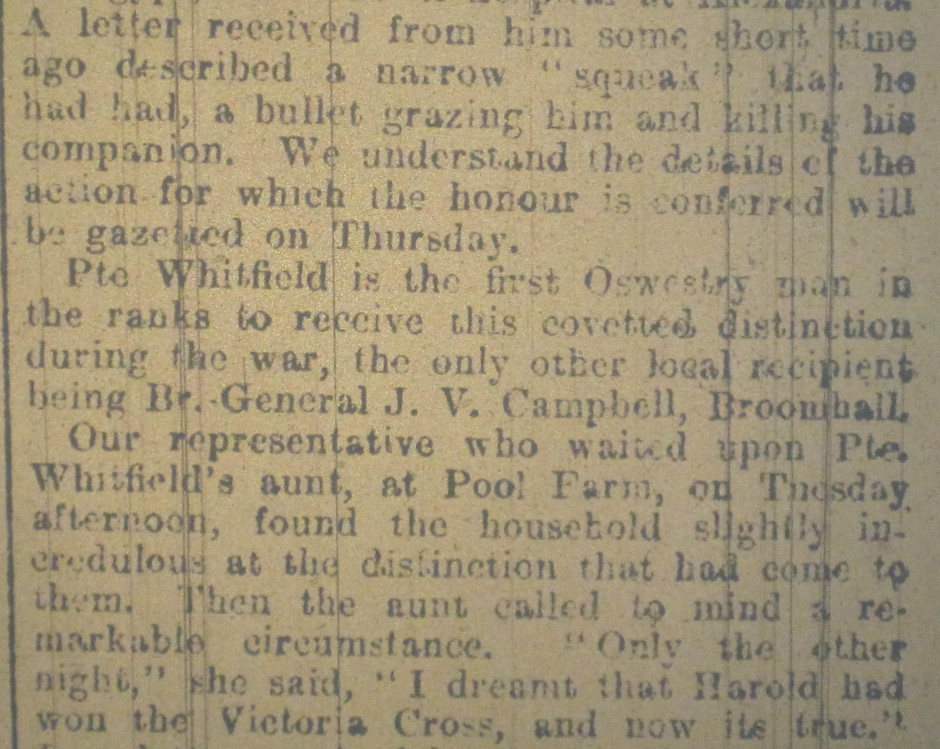 A letter received from him some short time
ago described a narrow "squeak" that he
had had, a bullet grazing him and killing his
companion. We understand the details of the
action for which the honour is conferred will
be gazetted on Thursday.
Pte Whitfield is the first Oswestry man in
the ranks to receive this covetted distinction
during the war, the only other local recipient
being Br.-General J. V. Campbell, Broomhall.
Our representative who waited upon Pte.
Whitfield's aunt, at Pool Farm, on Tuesday
afternoon, found the household slightly in-
credulous at the distinction that had come to
them. Then the aunt called to mind a re-
markable circumstance. "Only the other
night," she said, "I dreamt that Harold had
won the Victoria Cross, and now its true."